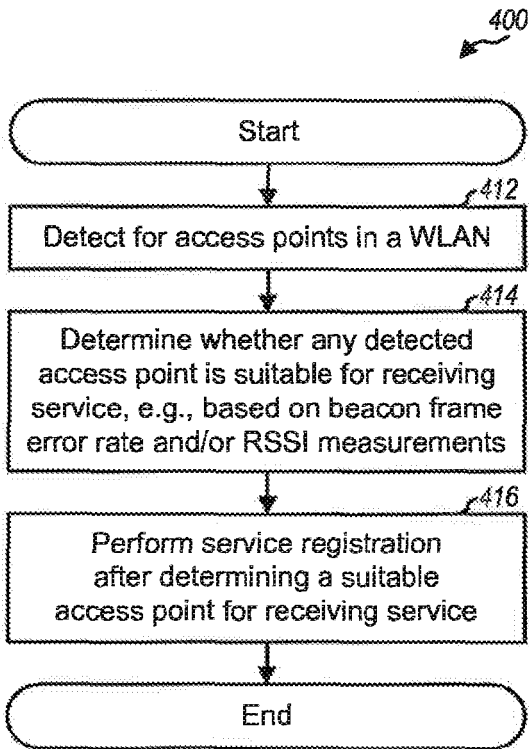 400
Start
412
Detect for access points in a WLAN
414
Determine whether any detected
access point is suitable for receiving
service, e.g., based on beacon frame
error rate and/or RSSI measurements
416
Perform service registration
after determining a suitable
access point for receiving service
End